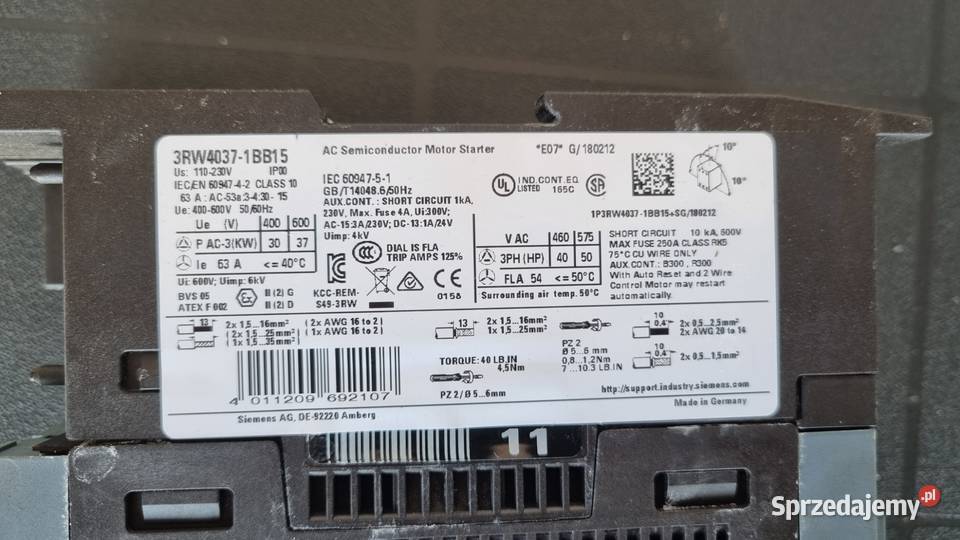 3RW4037-1BB15
Us: 110-230V IP00
IEC/EN 60947-4-2 CLASS 10
63 A : AC-53a:3-4:30 - 15
Ue: 400-600V 50/60Hz
Ue (V) 400 600
P AC-3(KW) 30 37
Ie 63 A <= 40°C
Ui: 600V; Uimp: 6kV
BVS 05 II (2) G
ATEX F 002 II (2) D
AC Semiconductor Motor Starter
IEC 60947-5-1
GB/T14048.6/50Hz
AUX.CONT.: SHORT CIRCUIT 1kA,
230V, Max. Fuse 4A, Ui:300V;
AC-15:3A/230V; DC-13:1A/24V
Uimp: 4kV
CCC
DIAL IS FLA
TRIP AMPS 125%
KCC-REM-
S49-3RW
CE
0158
*E07* G/180212
UL
LISTED
IND.CONT.EQ.
165C
10°
10°
1P3RW4037-1BB15+SG/180212
V AC 460 575
3PH (HP) 40 50
FLA 54 <= 50°C
Surrounding air temp. 50°C
SHORT CIRCUIT 10 kA, 600V
MAX FUSE 250A CLASS RK5
75°C CU WIRE ONLY /
AUX.CONT.: B300, R300
With Auto Reset and 2 Wire
Control Motor may restart
automatically.
13
2x 1,5...16mm² (2x AWG 16 to 2)
(2x 1,5...25mm²) (1x AWG 16 to 2)
(1x 1,5...35mm²)
13
2x 1,5...16mm²
1x 1,5...25mm²
TORQUE: 40 LB.IN
4,5Nm
PZ 2 / Ø 5...6mm
PZ 2
Ø 5...6 mm
0,8...1,2Nm
7 ...10.3 LB.IN
10
0,4
2x 0,5...2,5mm²
2x AWG 20 to 14
10
0,4
2x 0,5...1,5mm²
4 011209 692107
Siemens AG, DE-92220 Amberg
http://support.industry.siemens.com
Made in Germany
11
Sprzedajemy.pl